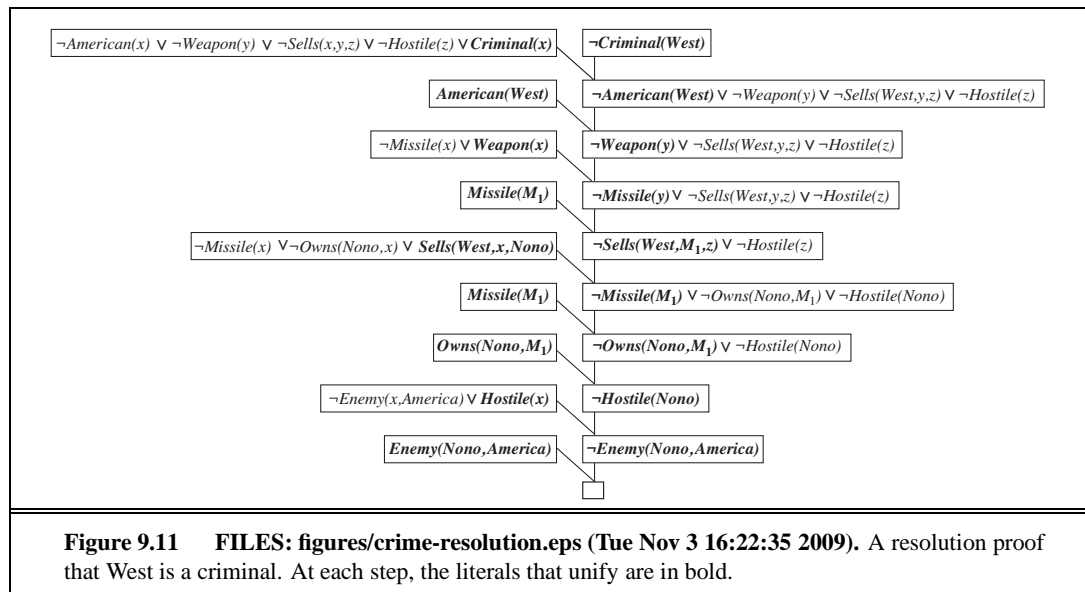 ¬American(x) ∨ ¬Weapon(y) ∨ ¬Sells(x,y,z) ∨ ¬Hostile(z) ∨ Criminal(x) ¬Criminal(West)
American(West) ¬American(West) ∨ ¬Weapon(y) ∨ ¬Sells(West,y,z) ∨ ¬Hostile(z)
¬Missile(x) ∨ Weapon(x) ¬Weapon(y) ∨ ¬Sells(West,y,z) ∨ ¬Hostile(z)
Missile(M₁) ¬Missile(y) ∨ ¬Sells(West,y,z) ∨ ¬Hostile(z)
¬Missile(x) ∨ ¬Owns(Nono,x) ∨ Sells(West,x,Nono) ¬Sells(West,M₁,z) ∨ ¬Hostile(z)
Missile(M₁) ¬Missile(M₁) ∨ ¬Owns(Nono,M₁) ∨ ¬Hostile(Nono)
Owns(Nono,M₁) ¬Owns(Nono,M₁) ∨ ¬Hostile(Nono)
¬Enemy(x,America) ∨ Hostile(x) ¬Hostile(Nono)
Enemy(Nono,America) ¬Enemy(Nono,America)
Figure 9.11 FILES: figures/crime-resolution.eps (Tue Nov 3 16:22:35 2009). A resolution proof
that West is a criminal. At each step, the literals that unify are in bold.